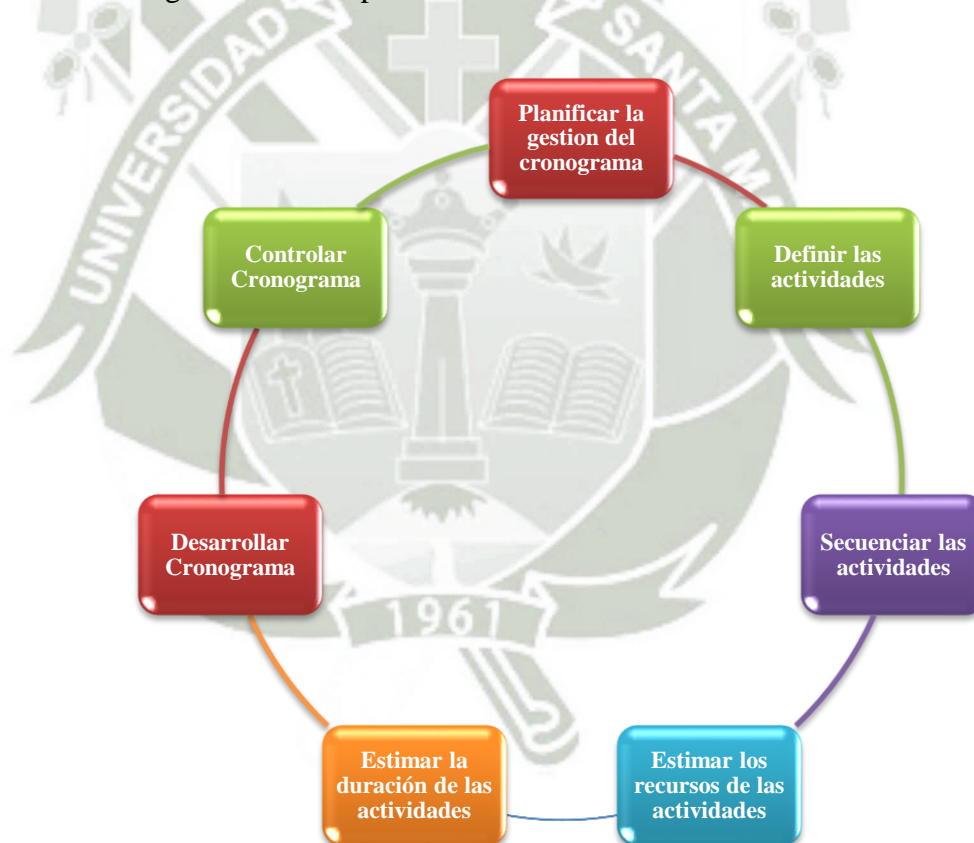 UNIVERSIDAD
SANTA MA
Planificar la
gestion del
cronograma
Definir las
actividades
Secuenciar las
actividades
Estimar los
recursos de las
actividades
Estimar la
duración de las
actividades
Desarrollar
Cronograma
Controlar
Cronograma
1961